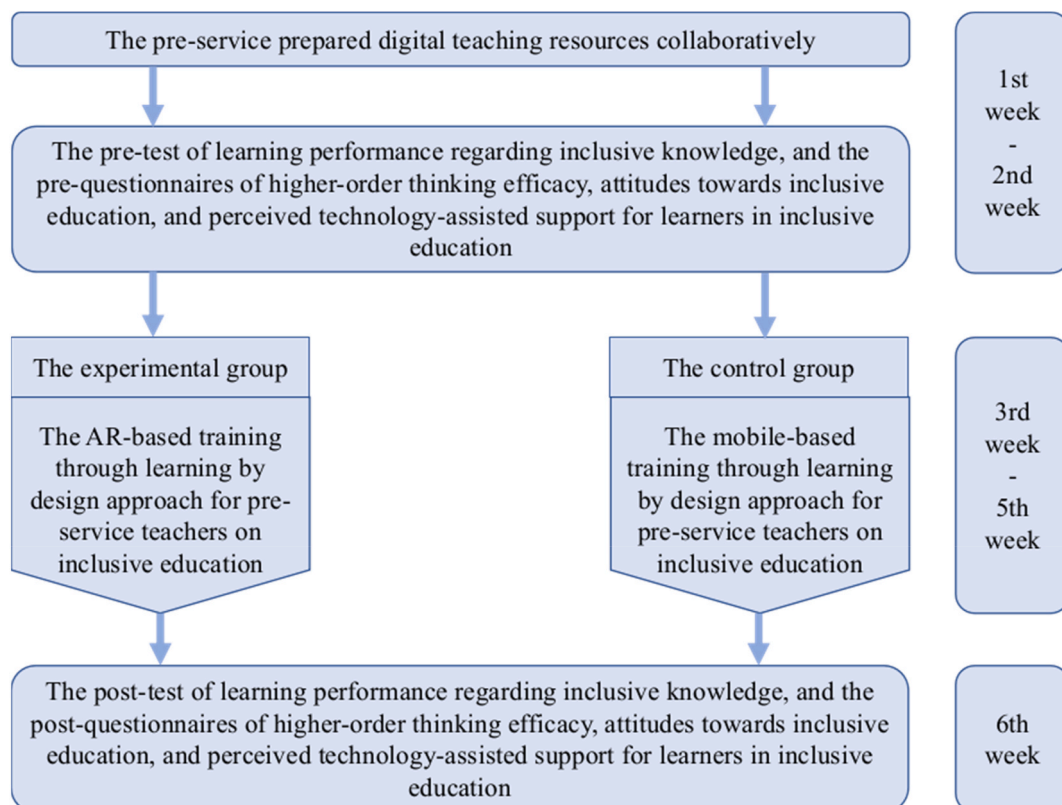 The pre-service prepared digital teaching resources collaboratively
1st
week
-
2nd
week
The pre-test of learning performance regarding inclusive knowledge, and the
pre-questionnaires of higher-order thinking efficacy, attitudes towards inclusive
education, and perceived technology-assisted support for learners in inclusive
education
The experimental group
The AR-based training
through learning by
design approach for pre-
service teachers on
inclusive education
The control group
The mobile-based
training through learning
by design approach for
pre-service teachers on
inclusive education
3rd
week
-
5th
week
The post-test of learning performance regarding inclusive knowledge, and the
post-questionnaires of higher-order thinking efficacy, attitudes towards inclusive
education, and perceived technology-assisted support for learners in inclusive
education
6th
week